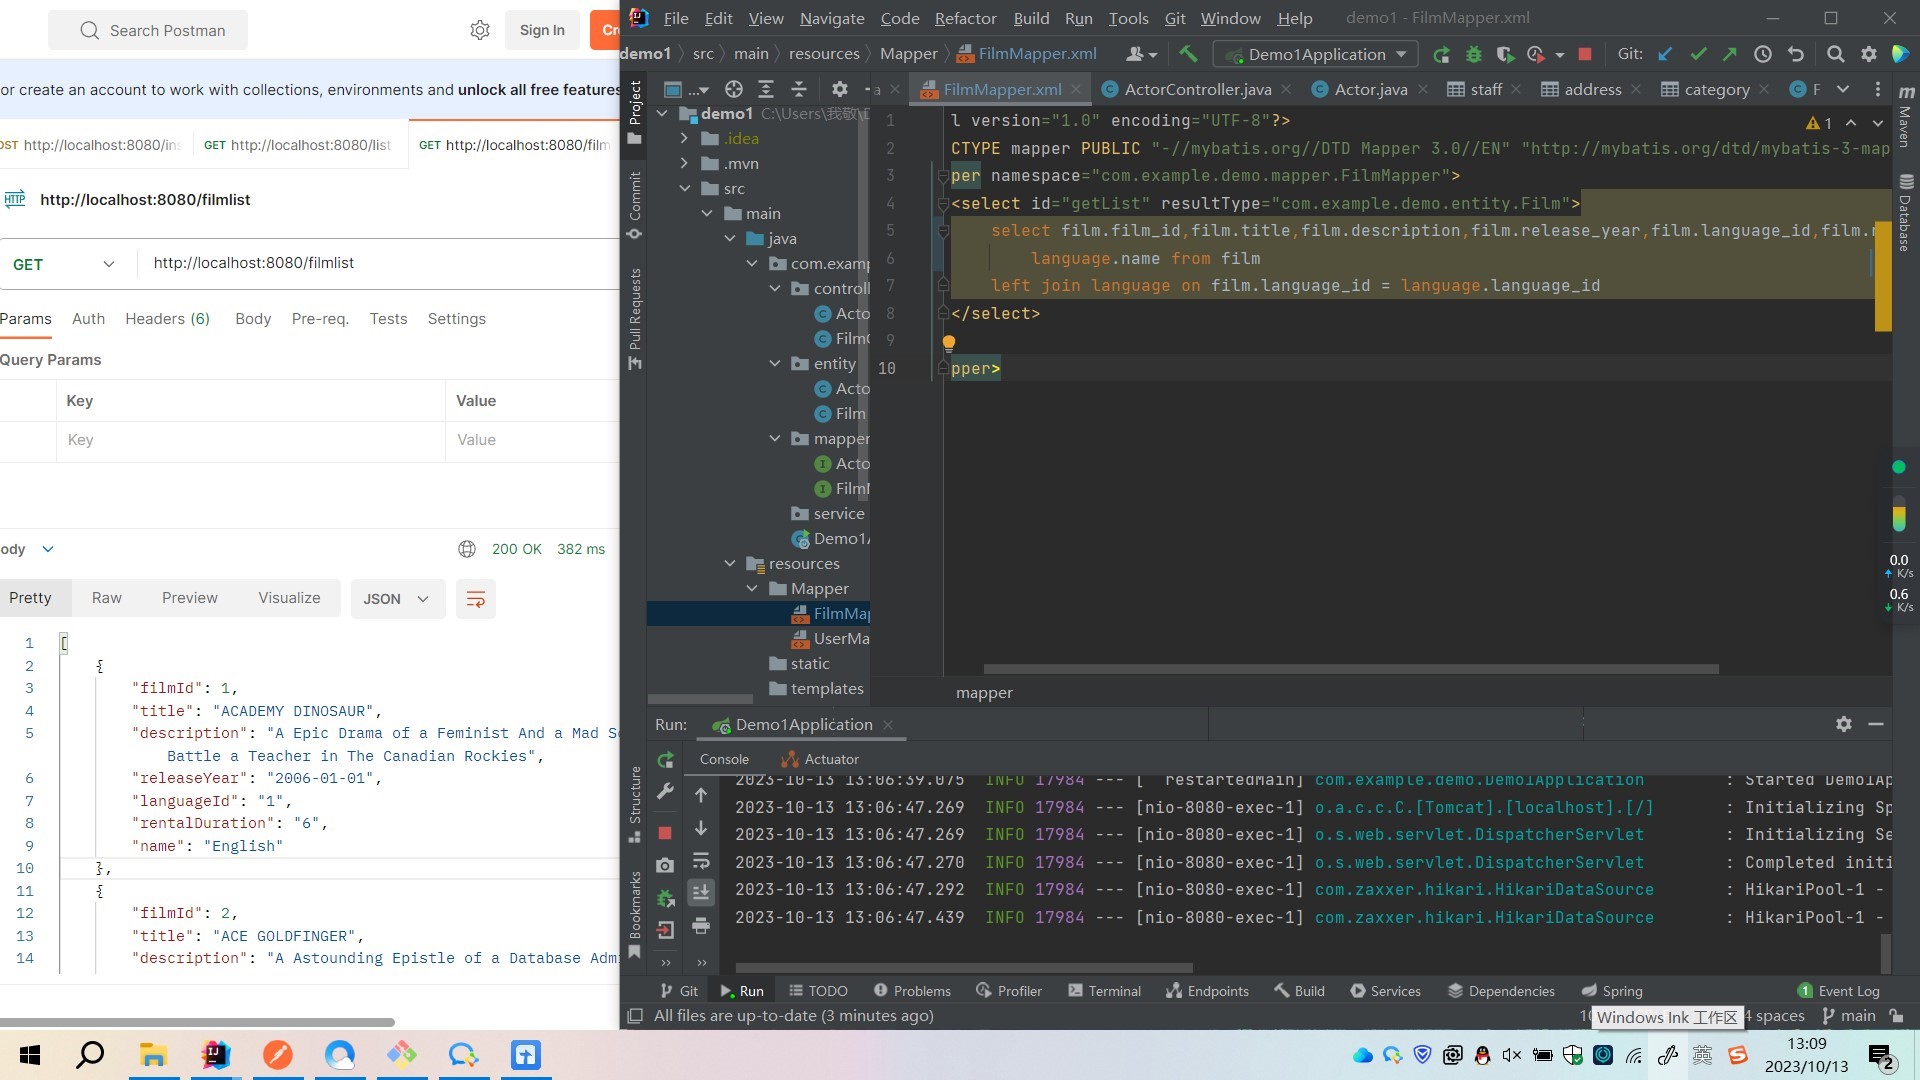 Search Postman
Sign In
or create an account to work with collections, environments and unlock all free features
GET http://localhost:8080/list
GET http://localhost:8080/film
http://localhost:8080/filmlist
GET
http://localhost:8080/filmlist
Params Auth Headers (6) Body Pre-req. Tests Settings
Query Params
Key Value
Key Value
ody
200 OK 382 ms
Pretty Raw Preview Visualize JSON
1 [
2 {
3 "filmId": 1,
4 "title": "ACADEMY DINOSAUR",
5 "description": "A Epic Drama of a Feminist And a Mad
Battle a Teacher in The Canadian Rockies",
6 "releaseYear": "2006-01-01",
7 "languageId": "1",
8 "rentalDuration": "6",
9 "name": "English"
10 },
11 {
12 "filmId": 2,
13 "title": "ACE GOLDFINGER",
14 "description": "A Astounding Epistle of a Database
File Edit View Navigate Code Refactor Build Run Tools Git Window Help demo1 - FilmMapper.xml
demo1 src main resources Mapper FilmMapper.xml Demo1Application Git:
FilmMapper.xml ActorController.java Actor.java staff address category F
Project
Commit
Pull Requests
Structure
Bookmarks
demo1 C:\Users\我敬\
.idea
.mvn
src
main
java
com.examp
controll
Acto
Film
entity
Acto
Film
mapper
Acto
Film
service
Demo1
resources
Mapper
FilmMap
UserMa
static
templates
1 l version="1.0" encoding="UTF-8"?>
2 CTYPE mapper PUBLIC "-//mybatis.org//DTD Mapper 3.0//EN" "http://mybatis.org/dtd/mybatis-3-map
3 per namespace="com.example.demo.mapper.FilmMapper">
4 <select id="getList" resultType="com.example.demo.entity.Film">
5 select film.film_id,film.title,film.description,film.release_year,film.language_id,film.
6 language.name from film
7 left join language on film.language_id = language.language_id
8 </select>
9
10 pper>
1
mapper
Maven
Database
0.0
K/s
0.6
K/s
Run: Demo1Application
Console Actuator
2023-10-13 13:06:39.075 INFO 17984 --- [ restartedMain] com.example.demo.Demo1Application : Started Demo1Ap
2023-10-13 13:06:47.269 INFO 17984 --- [nio-8080-exec-1] o.a.c.c.C.[Tomcat].[localhost].[/] : Initializing Sp
2023-10-13 13:06:47.269 INFO 17984 --- [nio-8080-exec-1] o.s.web.servlet.DispatcherServlet : Initializing Se
2023-10-13 13:06:47.270 INFO 17984 --- [nio-8080-exec-1] o.s.web.servlet.DispatcherServlet : Completed initi
2023-10-13 13:06:47.292 INFO 17984 --- [nio-8080-exec-1] com.zaxxer.hikari.HikariDataSource : HikariPool-1 -
2023-10-13 13:06:47.439 INFO 17984 --- [nio-8080-exec-1] com.zaxxer.hikari.HikariDataSource : HikariPool-1 -
Git Run TODO Problems Profiler Terminal Endpoints Build Services Dependencies Spring 1 Event Log
All files are up-to-date (3 minutes ago)
Windows Ink 工作区
4 spaces main
英
13:09
2023/10/13
2